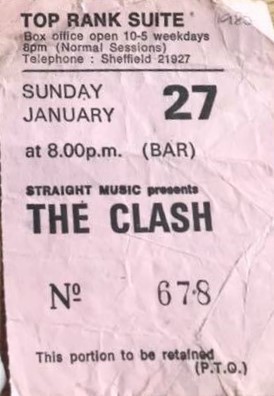 TOP RANK SUITE 1980
Box office open 10-5 weekdays
8pm (Normal Sessions)
Telephone : Sheffield 21927
SUNDAY
JANUARY 27
at 8.00p.m. (BAR)
STRAIGHT MUSIC presents
THE CLASH
Nº 678
This portion to be retained
(P.T.O.)